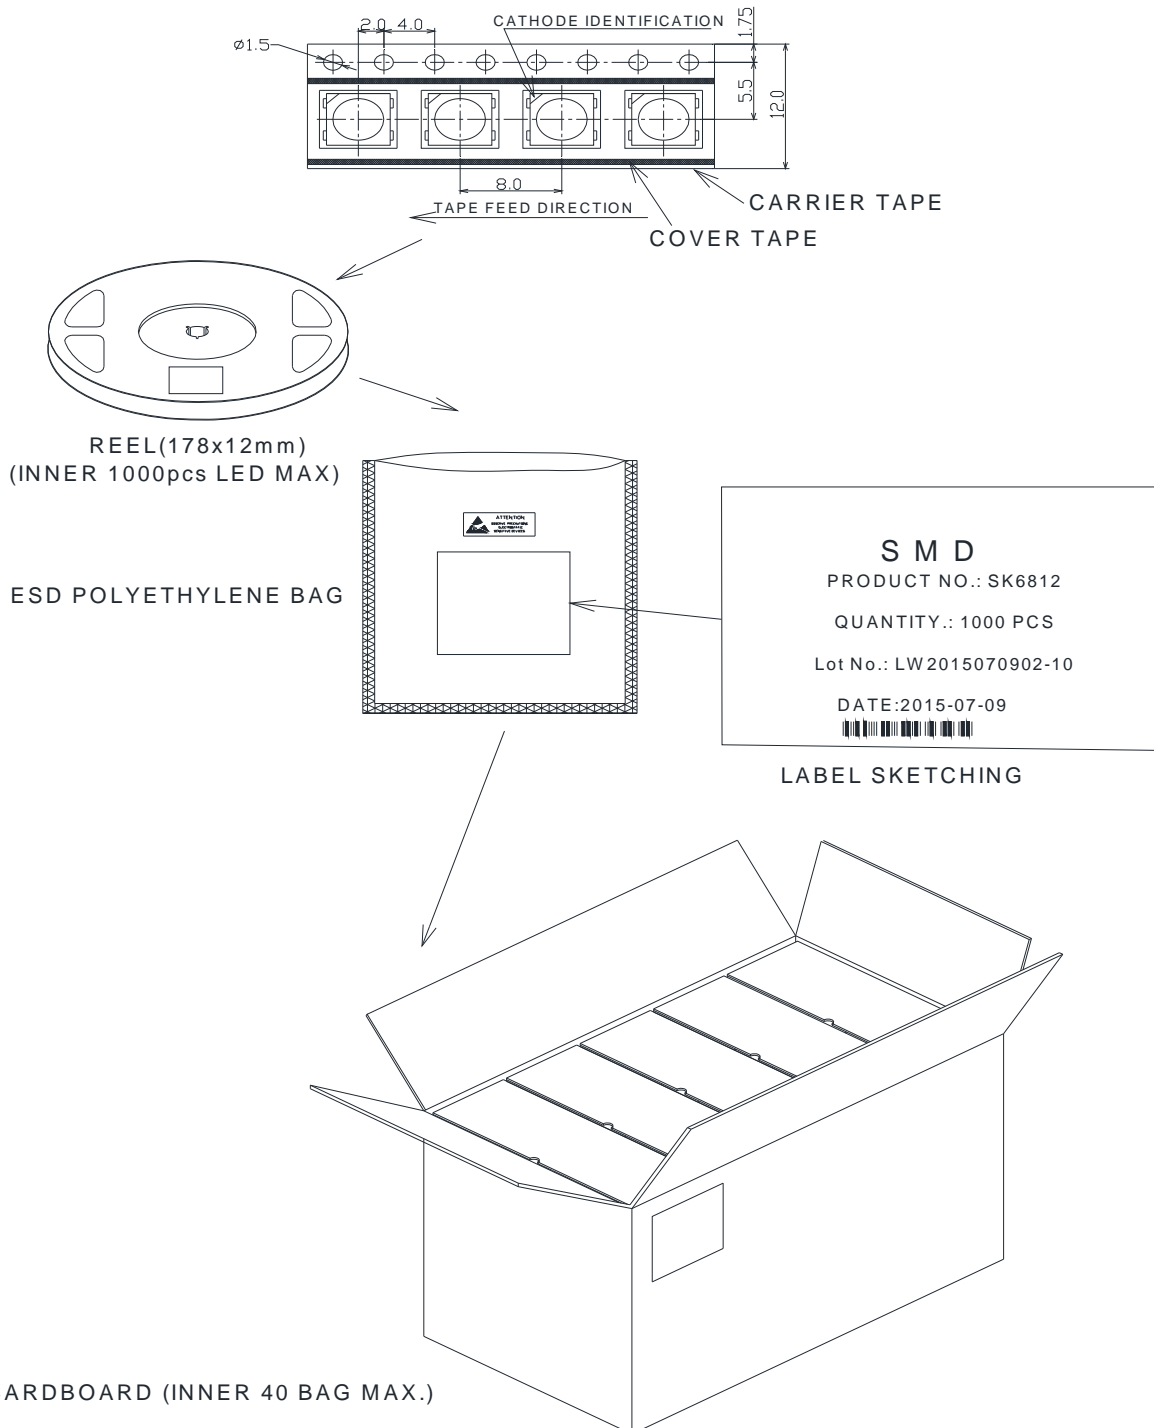 2.0 4.0
CATHODE IDENTIFICATION
1.75
ø1.5
5.5
12.0
8.0
TAPE FEED DIRECTION
CARRIER TAPE
COVER TAPE
REEL(178x12mm)
(INNER 1000pcs LED MAX)
ATTENTION
ESD POLYETHYLENE BAG
SMD
PRODUCT NO.: SK6812
QUANTITY.: 1000 PCS
Lot No.: LW2015070902-10
DATE:2015-07-09
LABEL SKETCHING
ARDBOARD (INNER 40 BAG MAX.)